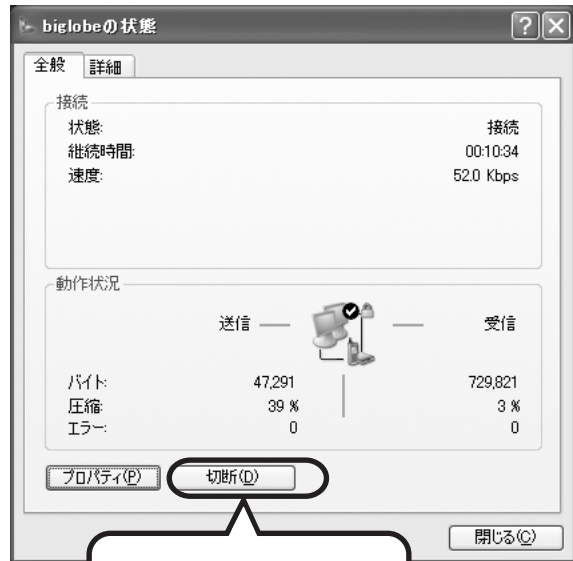 biglobeの状態
全般 詳細
接続
状態: 接続
継続時間: 00:10:34
速度: 52.0 Kbps
動作状況
送信 受信
バイト: 47,291 729,821
圧縮: 39 % 3 %
エラー: 0 0
プロパティ(P) 切断(D)
閉じる(C)